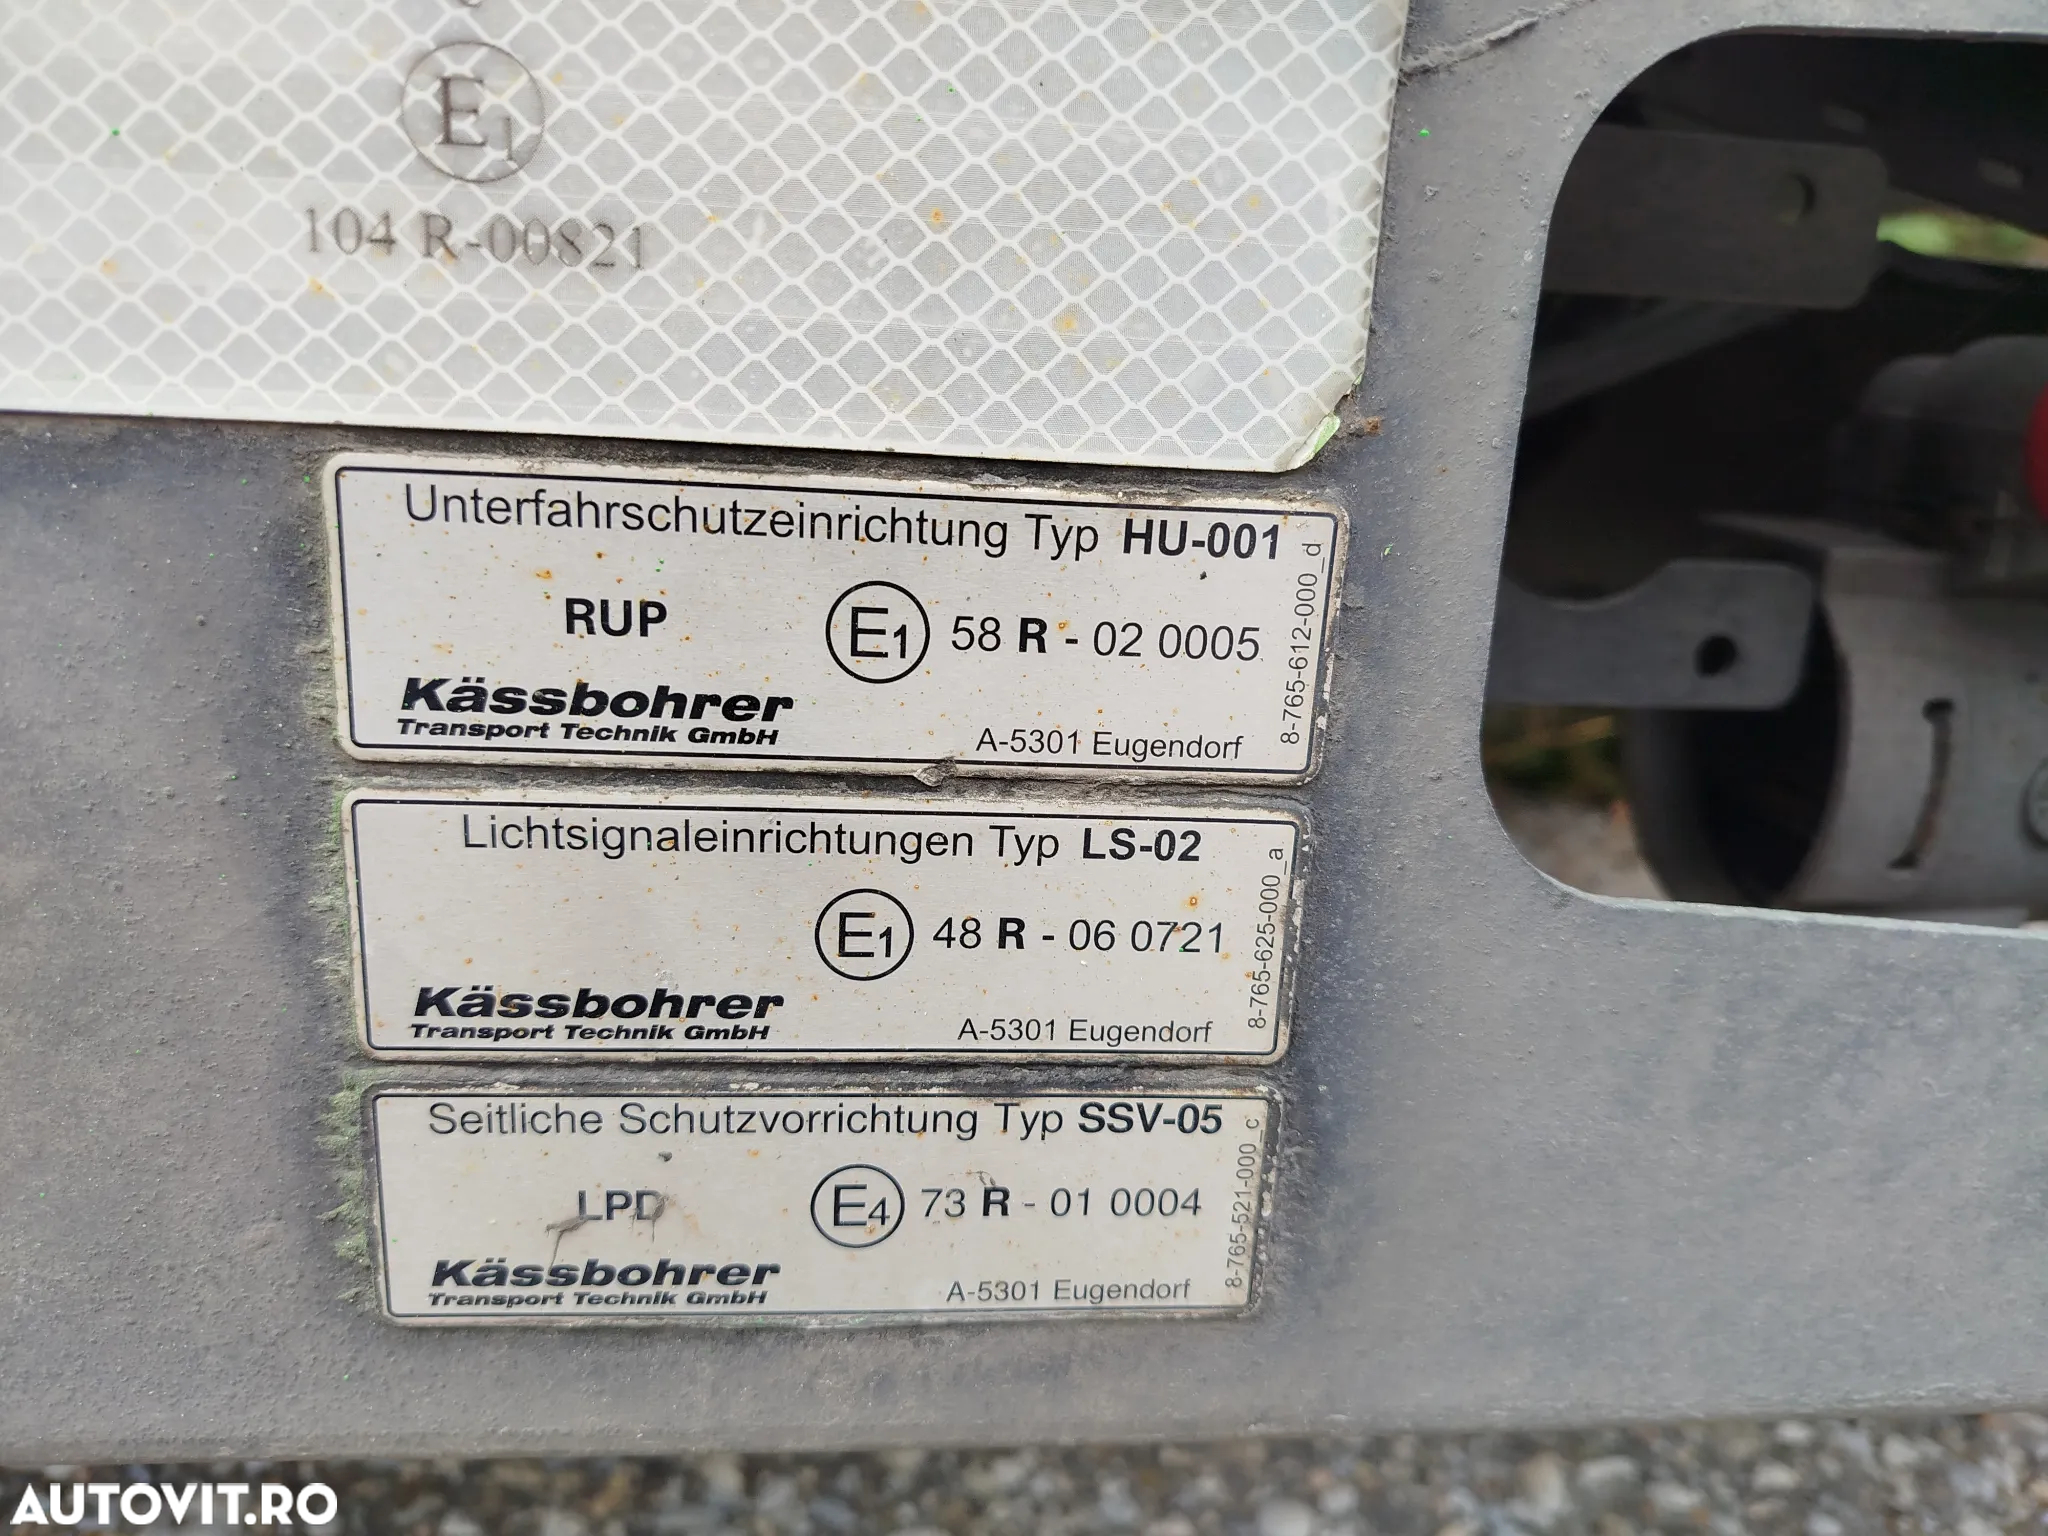 E1
104 R-00821
Unterfahrschutzeinrichtung Typ HU-001
RUP
E1 58 R - 02 0005
Kässbohrer
Transport Technik GmbH
A-5301 Eugendorf
8-765-612-000_d
Lichtsignaleinrichtungen Typ LS-02
E1 48 R - 06 0721
Kässbohrer
Transport Technik GmbH
A-5301 Eugendorf
8-765-625-000_a
Seitliche Schutzvorrichtung Typ SSV-05
LPD
E4 73 R - 01 0004
Kässbohrer
Transport Technik GmbH
A-5301 Eugendorf
8-765-521-000_c
AUTOVIT.RO